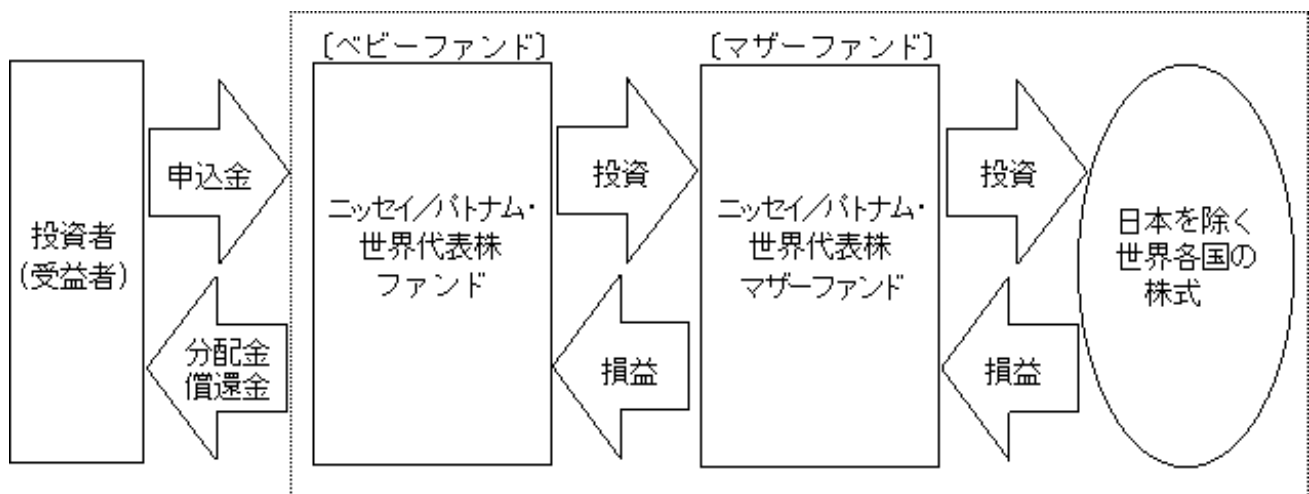 〔ベビーファンド〕
〔マザーファンド〕
投資者
(受益者)
申込金
分配金
償還金
ニッセイ/パトナム・
世界代表株
ファンド
投資
損益
ニッセイ/パトナム・
世界代表株
マザーファンド
投資
損益
日本を除く
世界各国の
株式